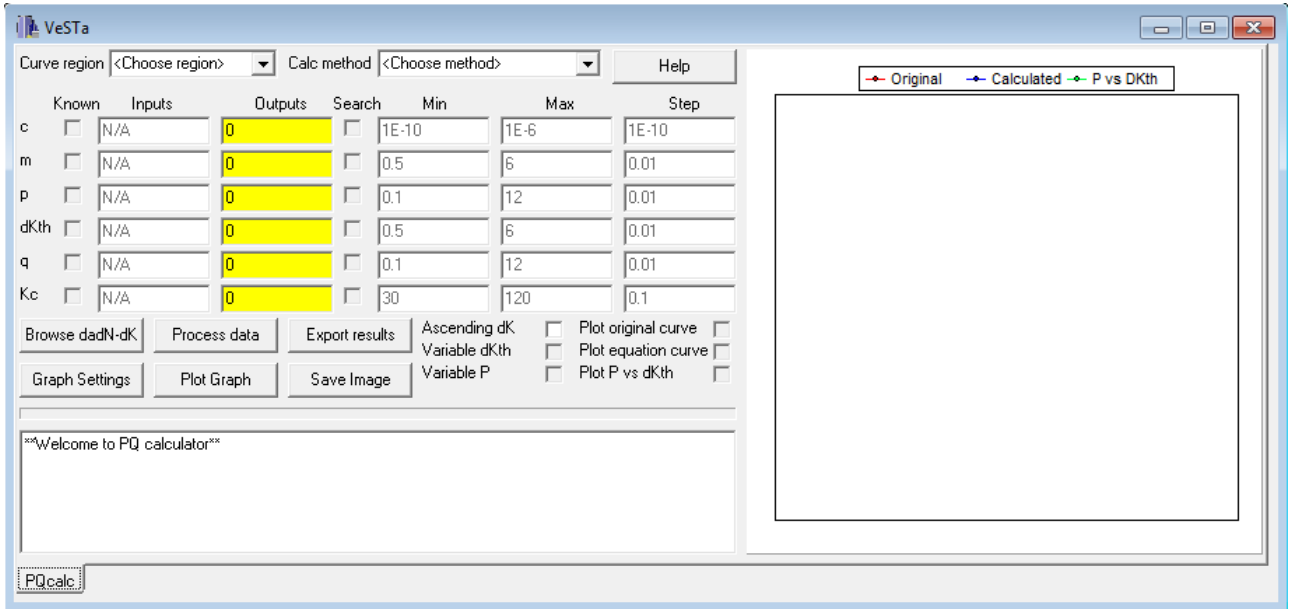 VeSTa
Curve region <Choose region> Calc method <Choose method> Help
Known Inputs Outputs Search Min Max Step
c N/A 0 1E-10 1E-6 1E-10
m N/A 0 0.5 6 0.01
p N/A 0 0.1 12 0.01
dKth N/A 0 0.5 6 0.01
q N/A 0 0.1 12 0.01
Kc N/A 0 30 120 0.1
Browse dadN-dK Process data Export results Ascending dK Plot original curve
Variable dKth Plot equation curve
Graph Settings Plot Graph Save Image Variable P Plot P vs dKth
**Welcome to PQ calculator**
PQcalc
Original Calculated P vs DKth